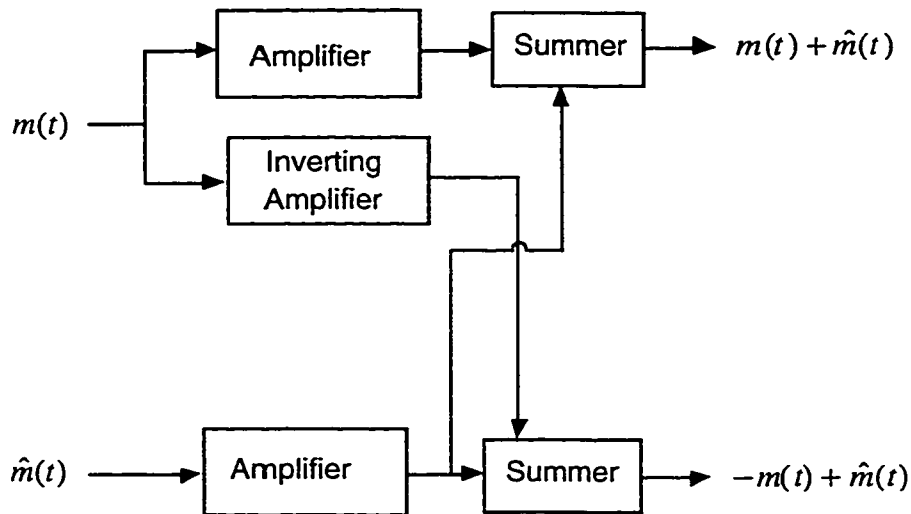 Amplifier
Summer
m(t) + m̂(t)
m(t)
Inverting
Amplifier
m̂(t)
Amplifier
Summer
−m(t) + m̂(t)